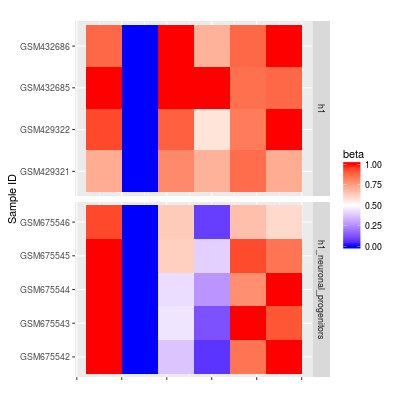 Sample ID
GSM432686
GSM432685
GSM429322
GSM429321
h1
GSM675546
GSM675545
GSM675544
GSM675543
GSM675542
h1_neuronal_progenitors
beta
1.00
0.75
0.50
0.25
0.00